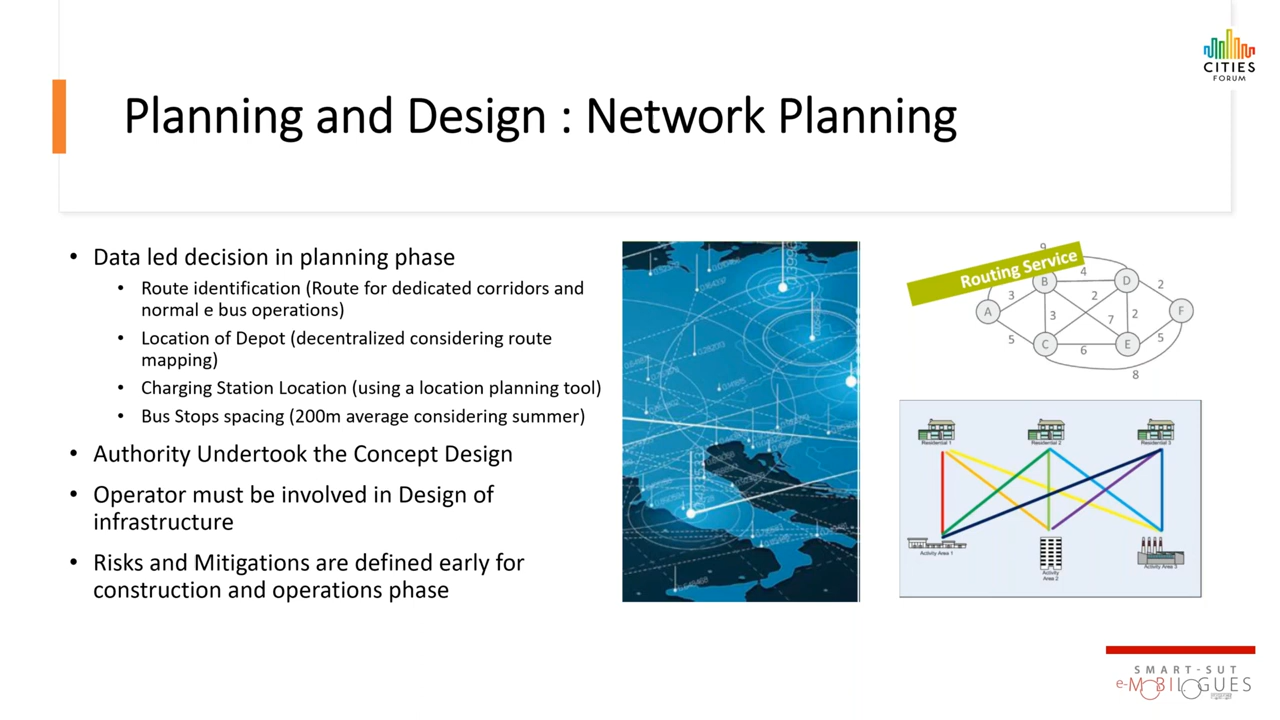 CITIES
FORUM
Planning and Design : Network Planning
• Data led decision in planning phase
• Route identification (Route for dedicated corridors and
normal e bus operations)
• Location of Depot (decentralized considering route
mapping)
• Charging Station Location (using a location planning tool)
• Bus Stops spacing (200m average considering summer)
• Authority Undertook the Concept Design
• Operator must be involved in Design of
infrastructure
• Risks and Mitigations are defined early for
construction and operations phase
Routing Service
9
4
B
D
2
3
2
A
3
7
2
F
5
C
6
E
5
8
Residential 1
Residential 2
Residential 3
Activity Area 1
Activity
Area 2
Activity Area 3
SMART-SUT
e-MOBILOGUES